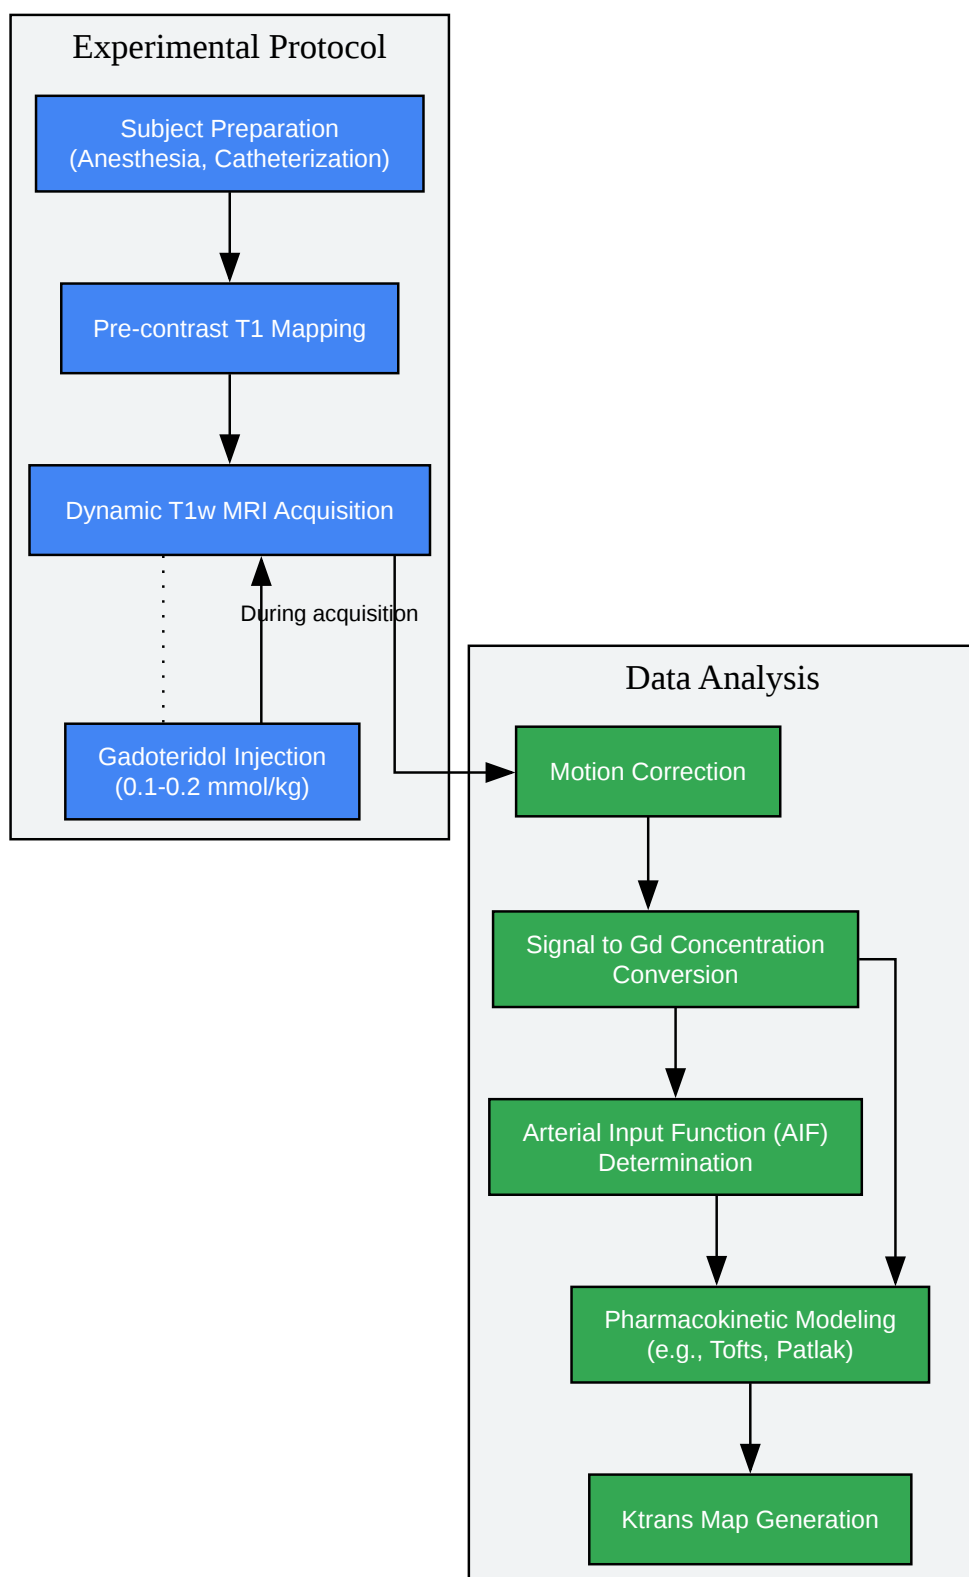 Experimental Protocol
Subject Preparation
(Anesthesia, Catheterization)
Pre-contrast T1 Mapping
Dynamic T1w MRI Acquisition
During acquisition
Gadoteridol Injection
(0.1-0.2 mmol/kg)
Data Analysis
Motion Correction
Signal to Gd Concentration
Conversion
Arterial Input Function (AIF)
Determination
Pharmacokinetic Modeling
(e.g., Tofts, Patlak)
Ktrans Map Generation